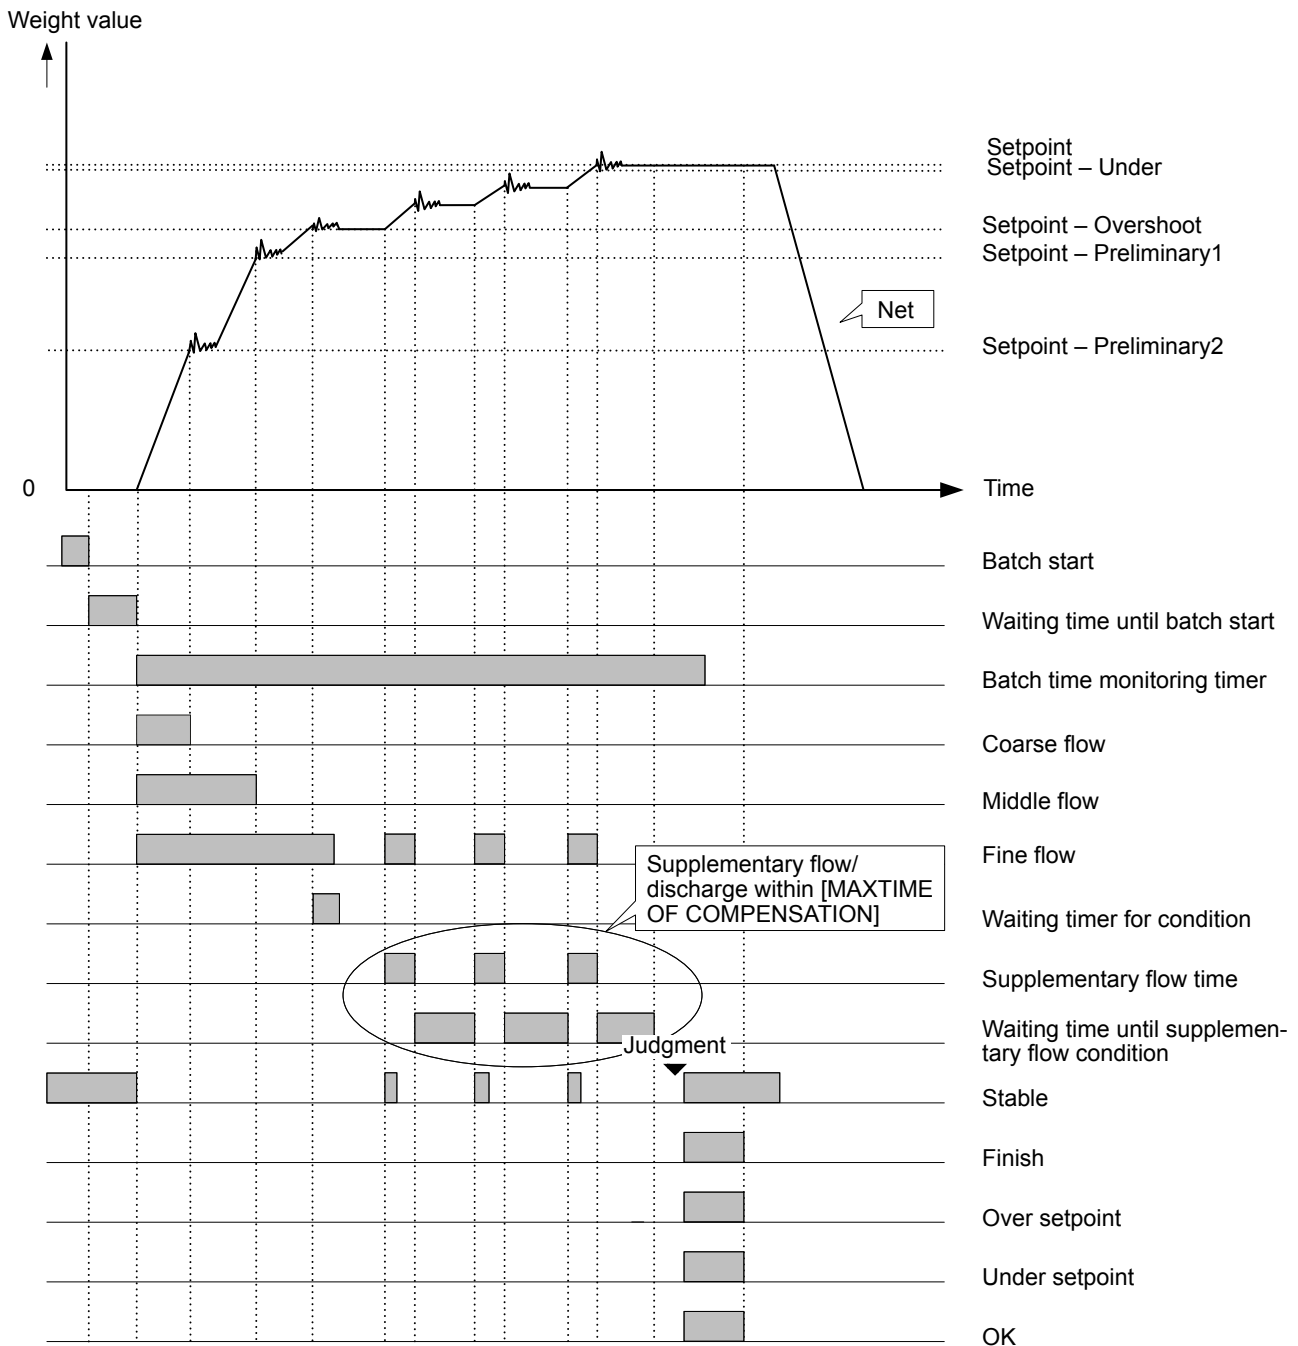 Weight value
Setpoint
Setpoint – Under
Setpoint – Overshoot
Setpoint – Preliminary1
Net
Setpoint – Preliminary2
0
Time
Batch start
Waiting time until batch start
Batch time monitoring timer
Coarse flow
Middle flow
Fine flow
Supplementary flow/
discharge within [MAXTIME
OF COMPENSATION]
Waiting timer for condition
Supplementary flow time
Waiting time until supplemen-
tary flow condition
Judgment
Stable
Finish
Over setpoint
Under setpoint
OK